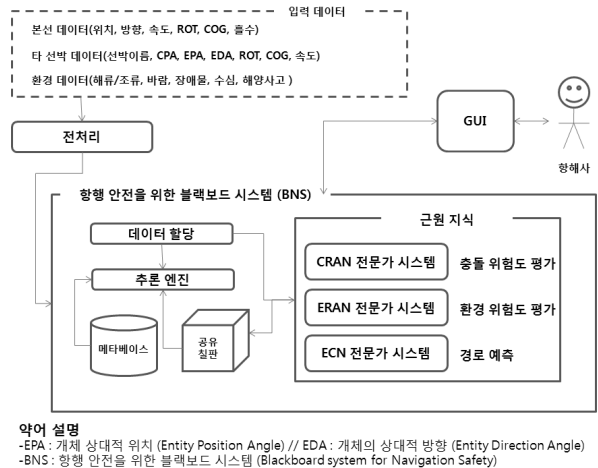 입력 데이터
본선 데이터(위치, 방향, 속도, ROT, COG, 흘수)
타 선박 데이터(선박이름, CPA, EPA, EDA, ROT, COG, 속도)
환경 데이터(해류/조류, 바람, 장애물, 수심, 해양사고 )
전처리
GUI
항해사
항행 안전을 위한 블랙보드 시스템 (BNS)
데이터 할당
추론 엔진
메타베이스
공유
칠판
근원 지식
CRAN 전문가 시스템
충돌 위험도 평가
ERAN 전문가 시스템
환경 위험도 평가
ECN 전문가 시스템
경로 예측
약어 설명
-EPA : 개체 상대적 위치 (Entity Position Angle) // EDA : 개체의 상대적 방향 (Entity Direction Angle)
-BNS : 항행 안전을 위한 블랙보드 시스템 (Blackboard system for Navigation Safety)